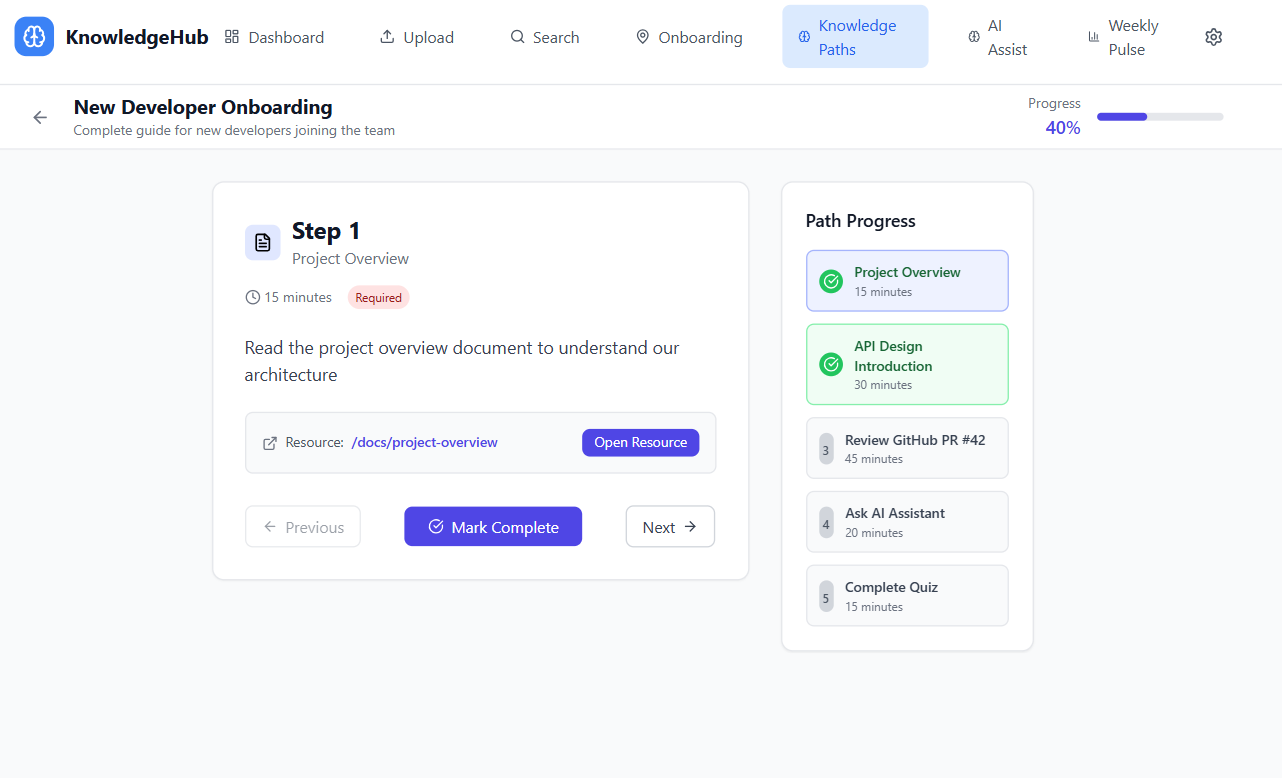 KnowledgeHub
Dashboard
Upload
Search
Onboarding
Knowledge
Paths
AI
Assist
Weekly
Pulse
New Developer Onboarding
Complete guide for new developers joining the team
Progress
40%
Step 1
Project Overview
15 minutes
Required
Read the project overview document to understand our
architecture
Resource: /docs/project-overview
Open Resource
Previous
Mark Complete
Next
Path Progress
Project Overview
15 minutes
API Design
Introduction
30 minutes
3
Review GitHub PR #42
45 minutes
4
Ask AI Assistant
20 minutes
5
Complete Quiz
15 minutes